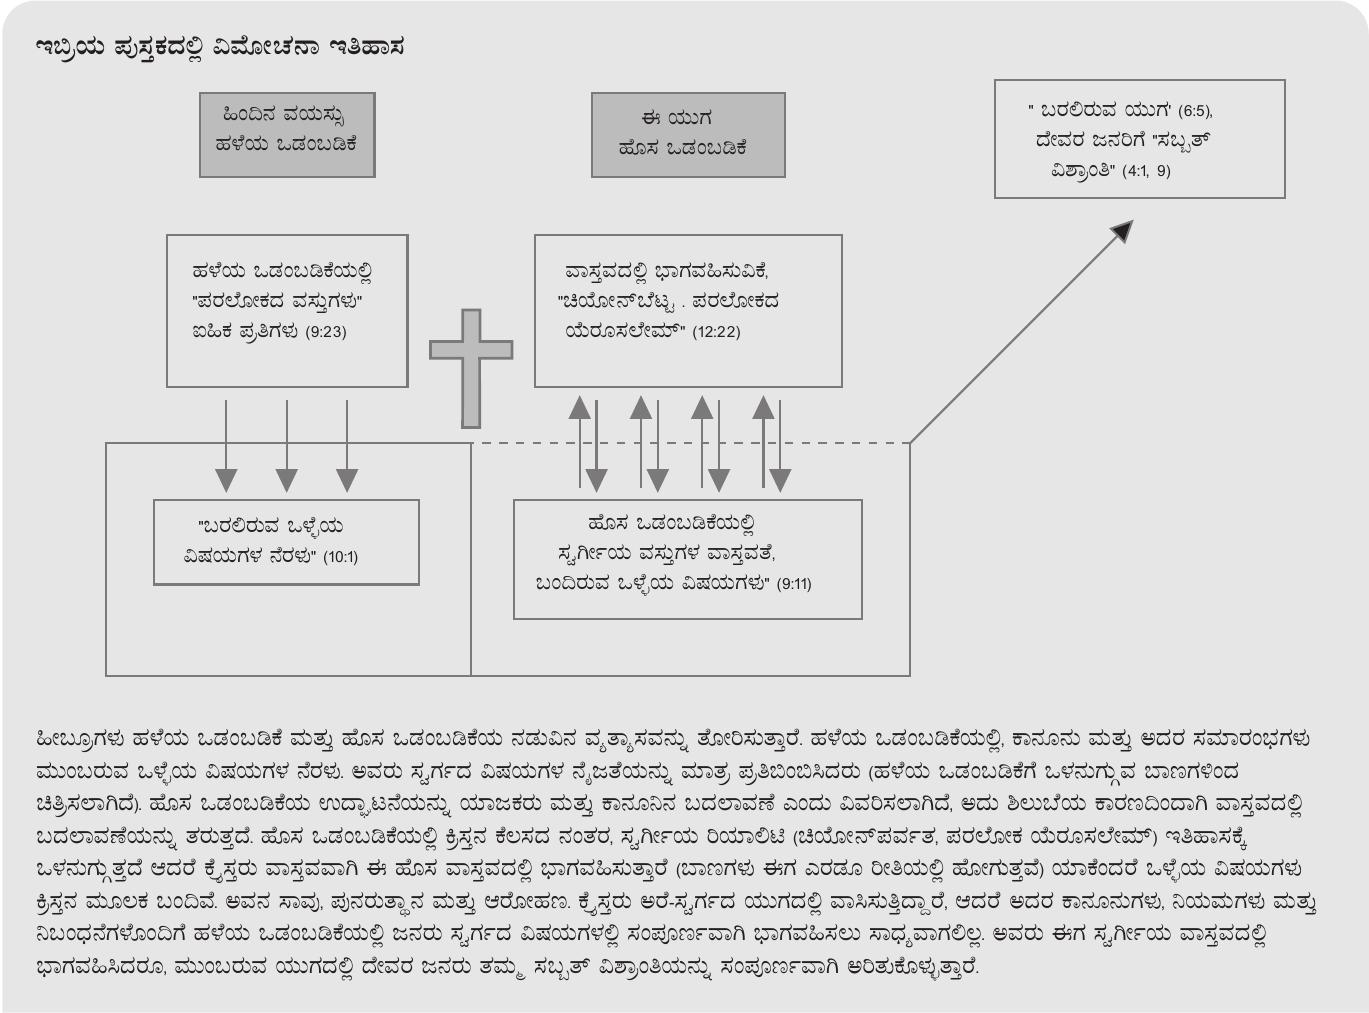 ಇಬ್ರಿಯ ಪುಸ್ತಕದಲ್ಲಿ ವಿಮೋಚನಾ ಇತಿಹಾಸ
ಹಿಂದಿನ ವಯಸ್ಸು
ಹಳೆಯ ಒಡಂಬಡಿಕೆ
ಈ ಯುಗ
ಹೊಸ ಒಡಂಬಡಿಕೆ
" ಬರಲಿರುವ ಯುಗ' (6:5),
ದೇವರ ಜನರಿಗೆ "ಸಬ್ಬತ್
ವಿಶ್ರಾಂತಿ" (4:1, 9)
ಹಳೆಯ ಒಡಂಬಡಿಕೆಯಲ್ಲಿ
"ಪರಲೋಕದ ವಸ್ತುಗಳು"
ಐಹಿಕ ಪ್ರತಿಗಳು (9:23)
ವಾಸ್ತವದಲ್ಲಿ ಭಾಗವಹಿಸುವಿಕೆ,
"ಚಿಯೋನ್‌ಬೆಟ್ಟ . ಪರಲೋಕದ
ಯೆರೂಸಲೇಮ್" (12:22)
"ಬರಲಿರುವ ಒಳ್ಳೆಯ
ವಿಷಯಗಳ ನೆರಳು" (10:1)
ಹೊಸ ಒಡಂಬಡಿಕೆಯಲ್ಲಿ
ಸ್ವರ್ಗೀಯ ವಸ್ತುಗಳ ವಾಸ್ತವತೆ,
ಬಂದಿರುವ ಒಳ್ಳೆಯ ವಿಷಯಗಳು" (9:11)
ಹೀಬ್ರೂಗಳು ಹಳೆಯ ಒಡಂಬಡಿಕೆ ಮತ್ತು ಹೊಸ ಒಡಂಬಡಿಕೆಯ ನಡುವಿನ ವ್ಯತ್ಯಾಸವನ್ನು ತೋರಿಸುತ್ತಾರೆ. ಹಳೆಯ ಒಡಂಬಡಿಕೆಯಲ್ಲಿ, ಕಾನೂನು ಮತ್ತು ಅದರ ಸಮಾರಂಭಗಳು
ಮುಂಬರುವ ಒಳ್ಳೆಯ ವಿಷಯಗಳ ನೆರಳು. ಅವರು ಸ್ವರ್ಗದ ವಿಷಯಗಳ ನೈಜತೆಯನ್ನು ಮಾತ್ರ ಪ್ರತಿಬಿಂಬಿಸಿದರು (ಹಳೆಯ ಒಡಂಬಡಿಕೆಗೆ ಒಳನುಗ್ಗುವ ಬಾಣಗಳಿಂದ
ಚಿತ್ರಿಸಲಾಗಿದೆ). ಹೊಸ ಒಡಂಬಡಿಕೆಯ ಉದ್ಘಾಟನೆಯನ್ನು ಯಾಜಕರು ಮತ್ತು ಕಾನೂನಿನ ಬದಲಾವಣೆ ಎಂದು ವಿವರಿಸಲಾಗಿದೆ, ಅದು ಶಿಲುಬೆಯ ಕಾರಣದಿಂದಾಗಿ ವಾಸ್ತವದಲ್ಲಿ
ಬದಲಾವಣೆಯನ್ನು ತರುತ್ತದೆ. ಹೊಸ ಒಡಂಬಡಿಕೆಯಲ್ಲಿ ಕ್ರಿಸ್ತನ ಕೆಲಸದ ನಂತರ, ಸ್ವರ್ಗೀಯ ರಿಯಾಲಿಟಿ (ಚಿಯೋನ್‌ಪರ್ವತ, ಪರಲೋಕ ಯೆರೂಸಲೇಮ್) ಇತಿಹಾಸಕ್ಕೆ
ಒಳನುಗ್ಗುತ್ತದೆ ಆದರೆ ಕ್ರೈಸ್ತರು ವಾಸ್ತವವಾಗಿ ಈ ಹೊಸ ವಾಸ್ತವದಲ್ಲಿ ಭಾಗವಹಿಸುತ್ತಾರೆ (ಬಾಣಗಳು ಈಗ ಎರಡೂ ರೀತಿಯಲ್ಲಿ ಹೋಗುತ್ತವೆ) ಯಾಕೆಂದರೆ ಒಳ್ಳೆಯ ವಿಷಯಗಳು
ಕ್ರಿಸ್ತನ ಮೂಲಕ ಬಂದಿವೆ. ಅವನ ಸಾವು, ಪುನರುತ್ಥಾನ ಮತ್ತು ಆರೋಹಣ. ಕ್ರೈಸ್ತರು ಅರೆ-ಸ್ವರ್ಗದ ಯುಗದಲ್ಲಿ ವಾಸಿಸುತ್ತಿದ್ದಾರೆ, ಆದರೆ ಅದರ ಕಾನೂನುಗಳು, ನಿಯಮಗಳು ಮತ್ತು
ನಿಬಂಧನೆಗಳೊಂದಿಗೆ ಹಳೆಯ ಒಡಂಬಡಿಕೆಯಲ್ಲಿ ಜನರು ಸ್ವರ್ಗದ ವಿಷಯಗಳಲ್ಲಿ ಸಂಪೂರ್ಣವಾಗಿ ಭಾಗವಹಿಸಲು ಸಾಧ್ಯವಾಗಲಿಲ್ಲ. ಅವರು ಈಗ ಸ್ವರ್ಗೀಯ ವಾಸ್ತವದಲ್ಲಿ
ಭಾಗವಹಿಸಿದರೂ, ಮುಂಬರುವ ಯುಗದಲ್ಲಿ ದೇವರ ಜನರು ತಮ್ಮ ಸಬ್ಬತ್ ವಿಶ್ರಾಂತಿಯನ್ನು ಸಂಪೂರ್ಣವಾಗಿ ಅರಿತುಕೊಳ್ಳುತ್ತಾರೆ.